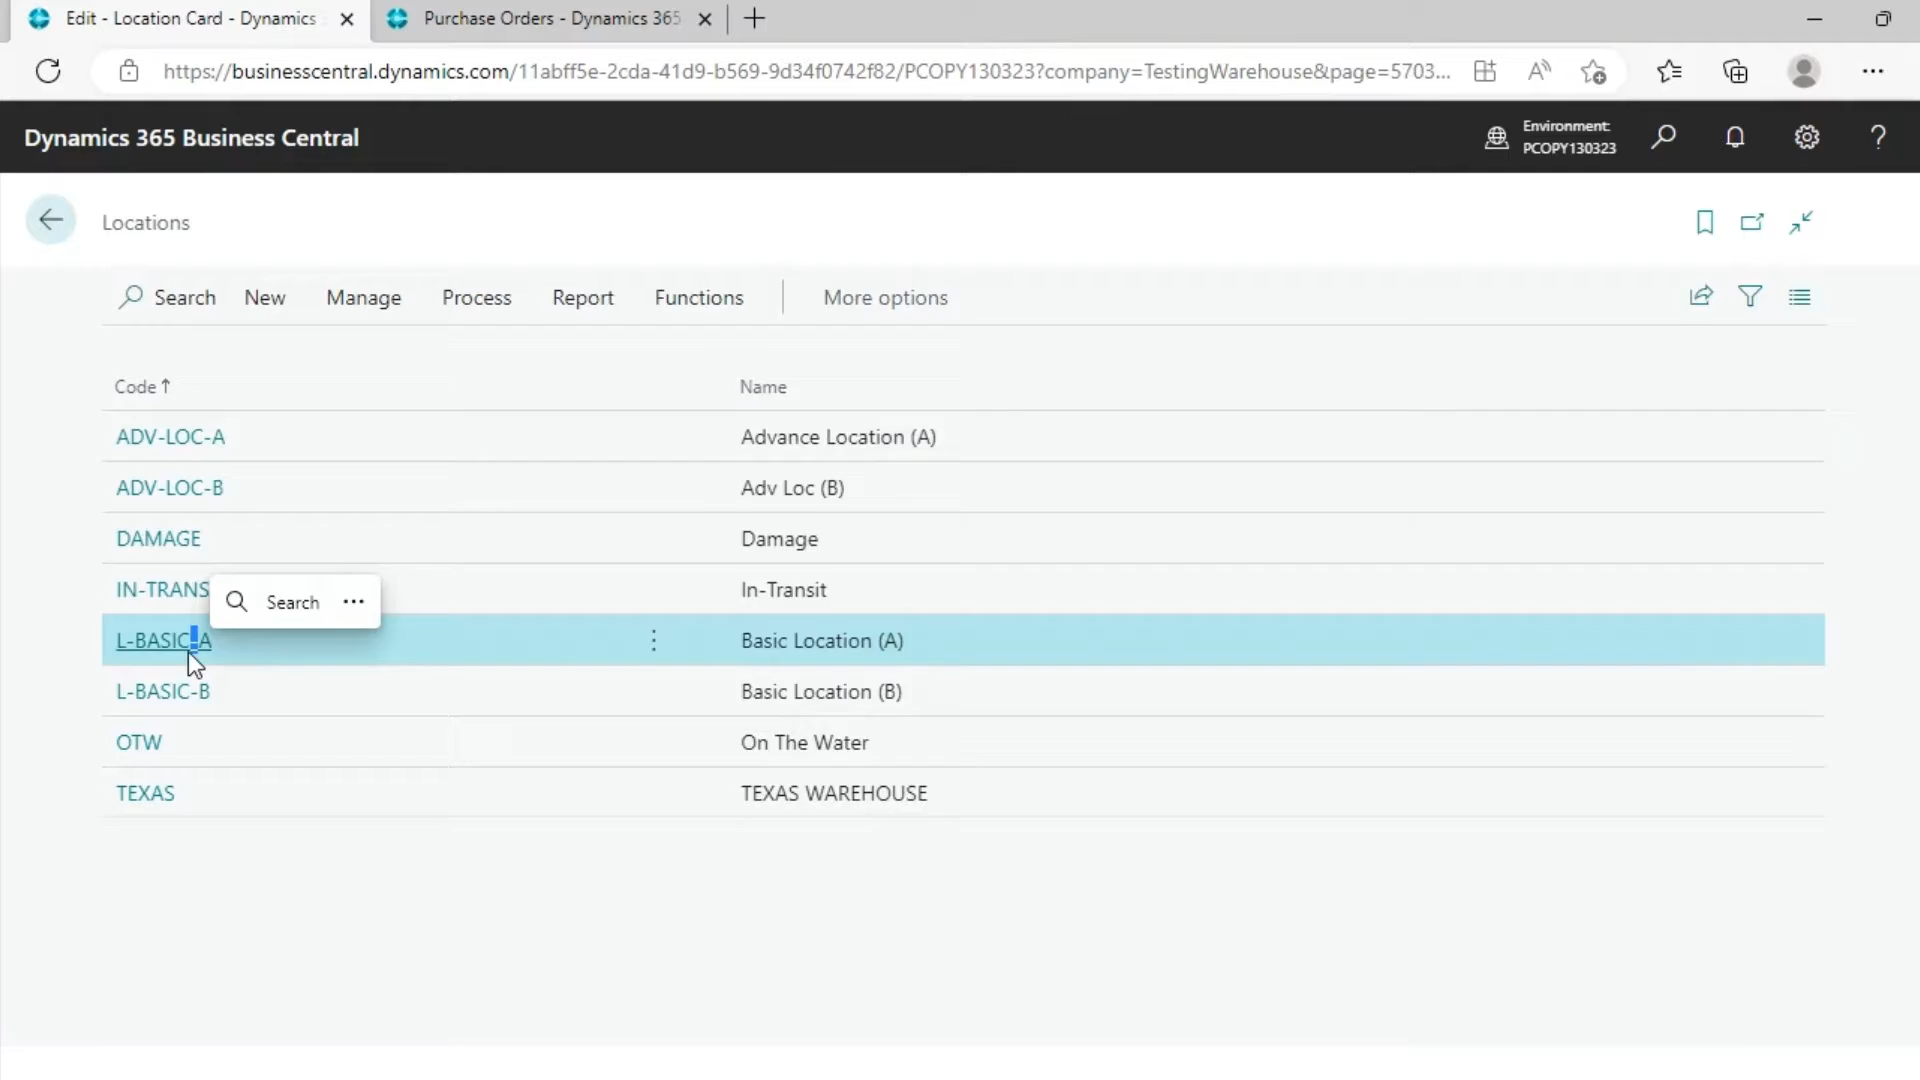 Edit - Location Card - Dynamics
Purchase Orders - Dynamics 365
https://businesscentral.dynamics.com/11abff5e-2cda-41d9-b569-9d34f0742f82/PCOPY130323?company=TestingWarehouse&page=5703...
Dynamics 365 Business Central
Environment:
PCOPY130323
Locations
Search New Manage Process Report Functions More options
Code ↑ Name
ADV-LOC-A Advance Location (A)
ADV-LOC-B Adv Loc (B)
DAMAGE Damage
IN-TRANS In-Transit
Search ...
L-BASIC-A Basic Location (A)
L-BASIC-B Basic Location (B)
OTW On The Water
TEXAS TEXAS WAREHOUSE